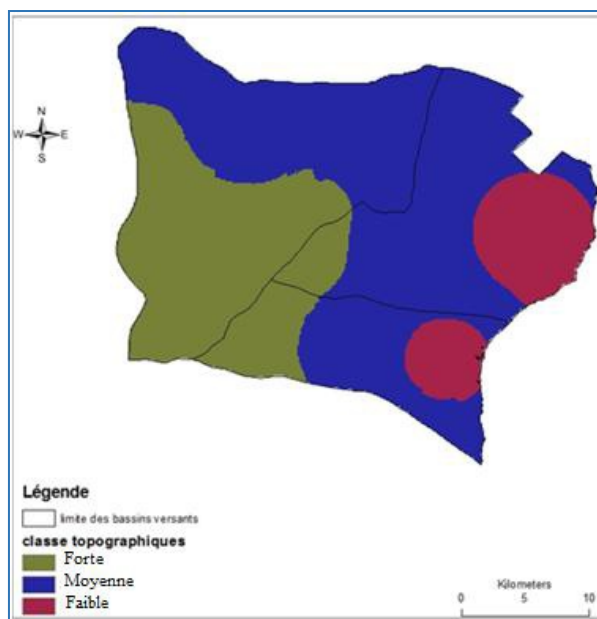 N
W E
S
Légende
limite des bassins versants
classe topographiques
Forte
Moyenne
Faible
Kilometers
0 5 10